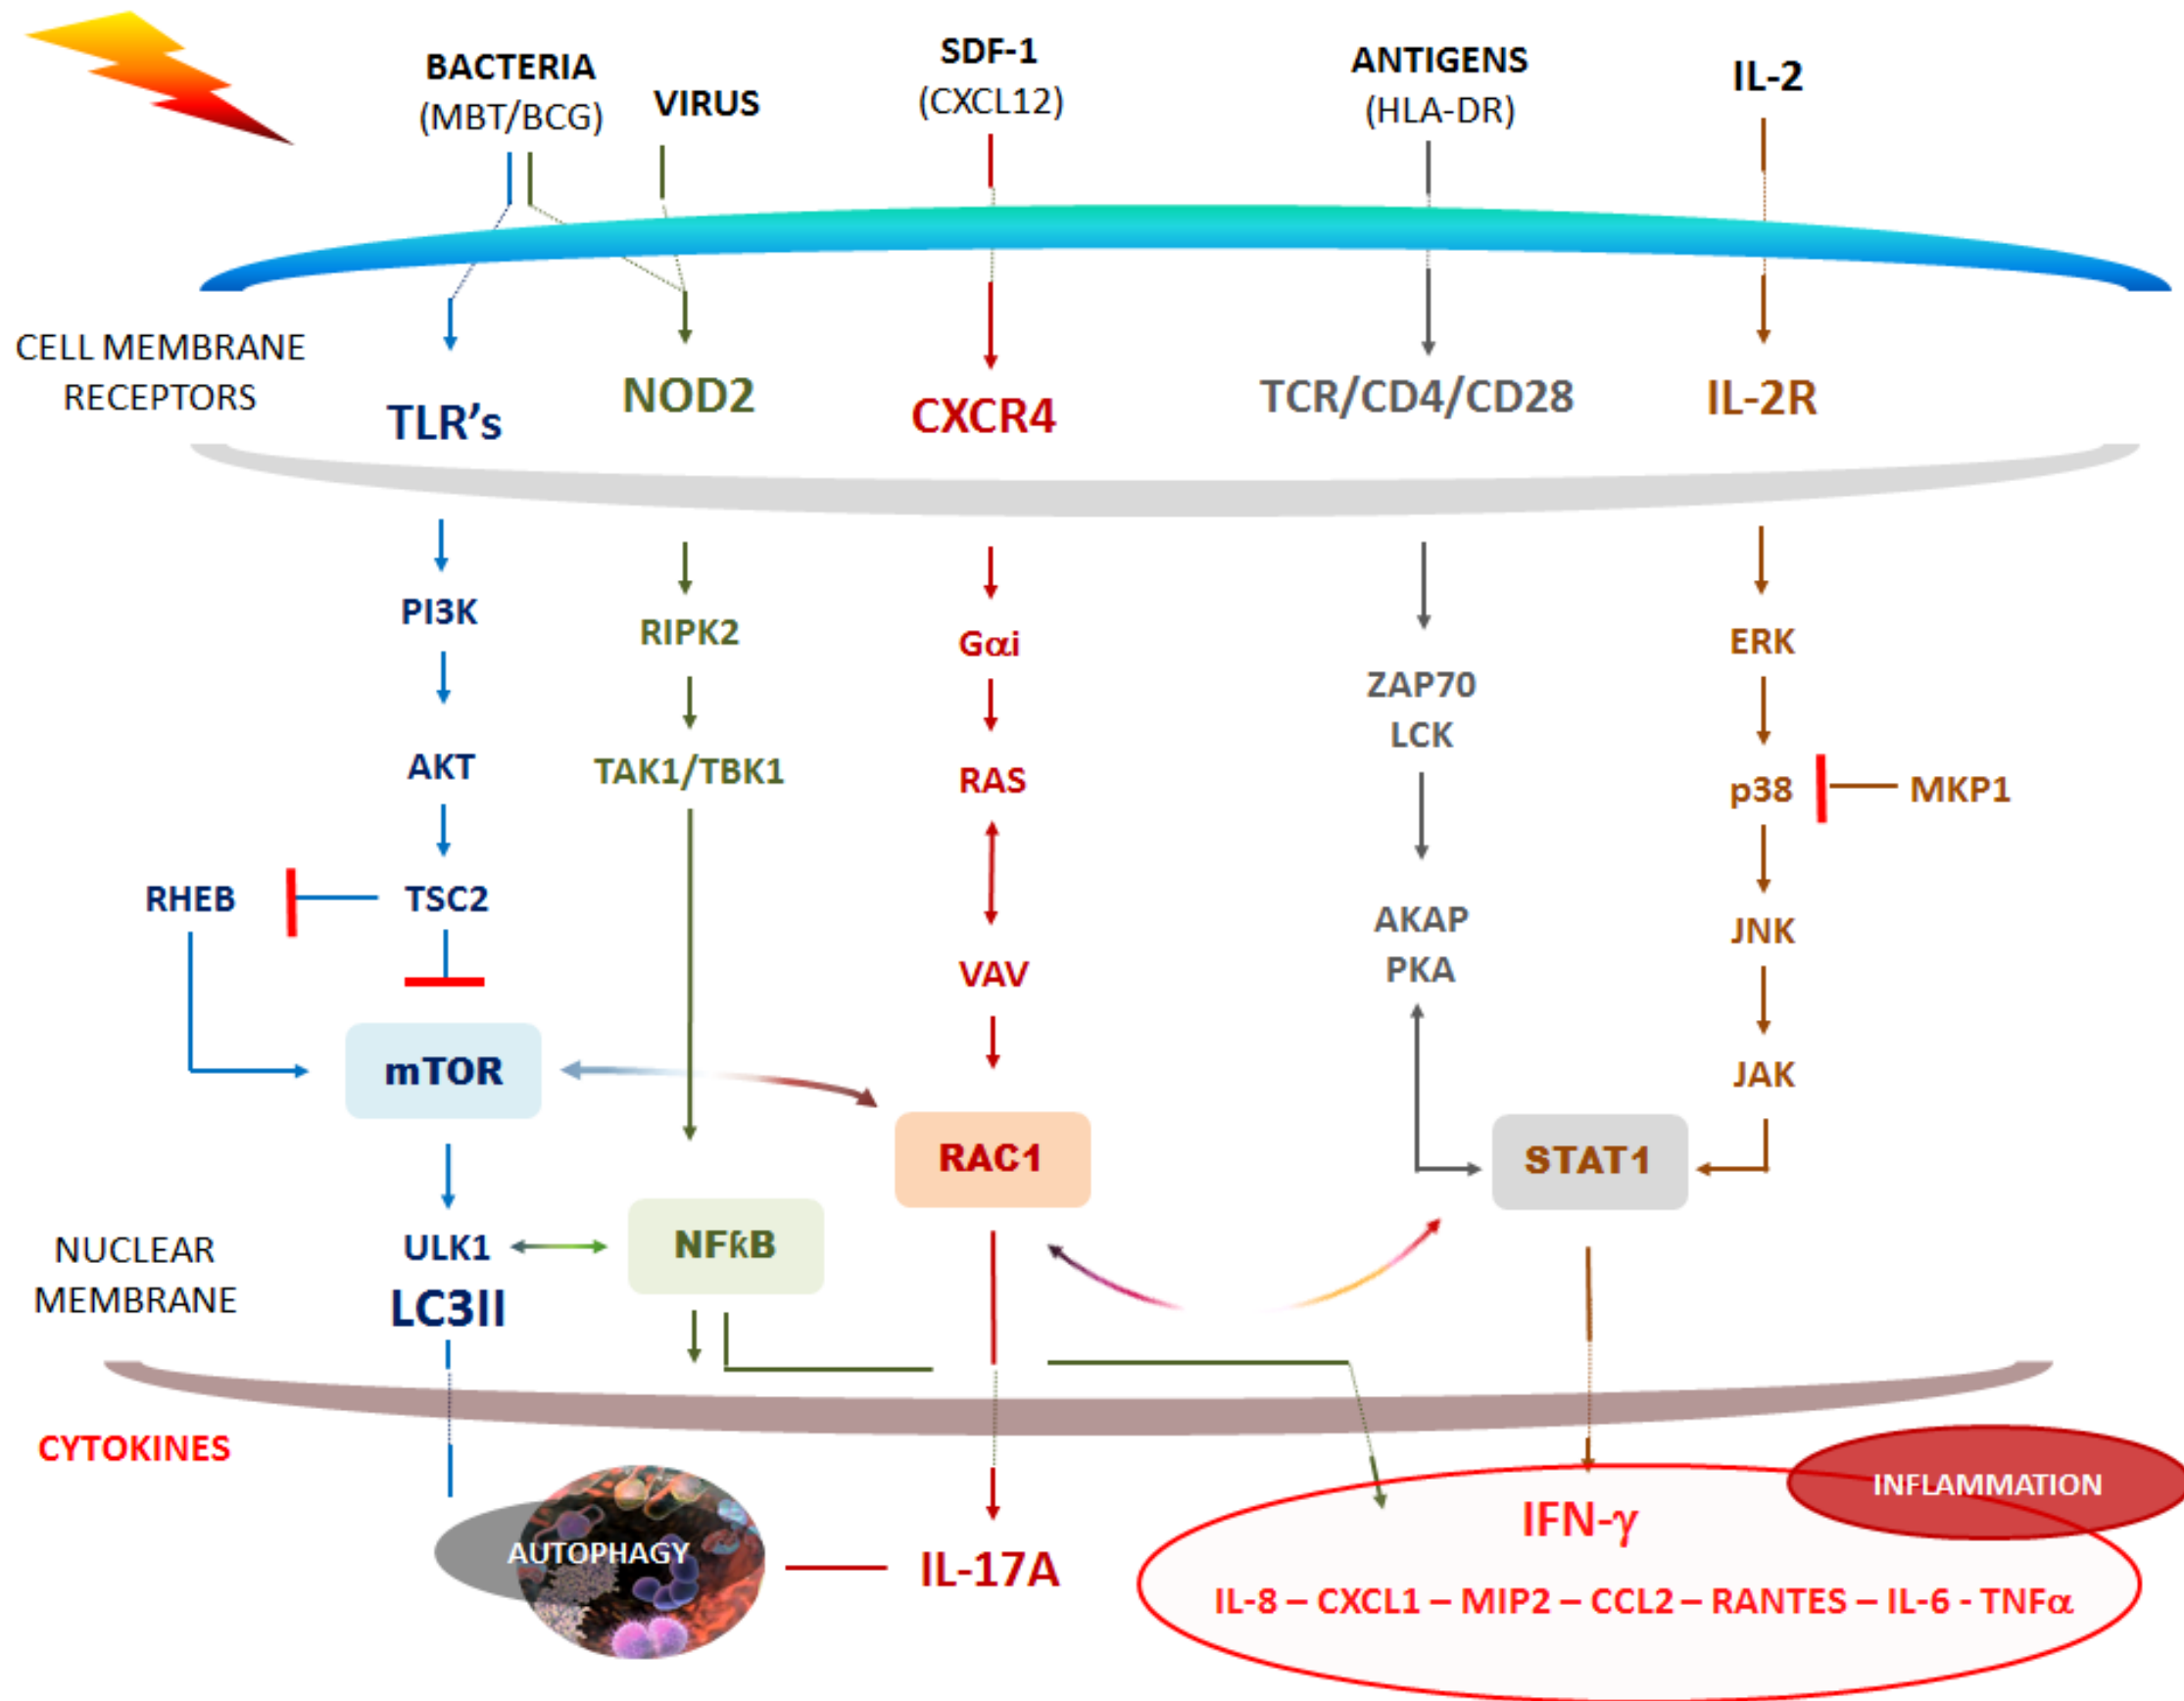 BACTERIA
(MBT/BCG)
VIRUS
SDF-1
(CXCL12)
ANTIGENS
(HLA-DR)
IL-2
CELL MEMBRANE
RECEPTORS
TLR’s
NOD2
CXCR4
TCR/CD4/CD28
IL-2R
PI3K
RIPK2
Gαi
ERK
ZAP70
LCK
AKT
TAK1/TBK1
RAS
p38
MKP1
RHEB
TSC2
VAV
AKAP
PKA
JNK
mTOR
JAK
RAC1
STAT1
NUCLEAR
MEMBRANE
ULK1
LC3II
NFƙB
CYTOKINES
INFLAMMATION
AUTOPHAGY
IL-17A
IFN-γ
IL-8 – CXCL1 – MIP2 – CCL2 – RANTES – IL-6 - TNFα